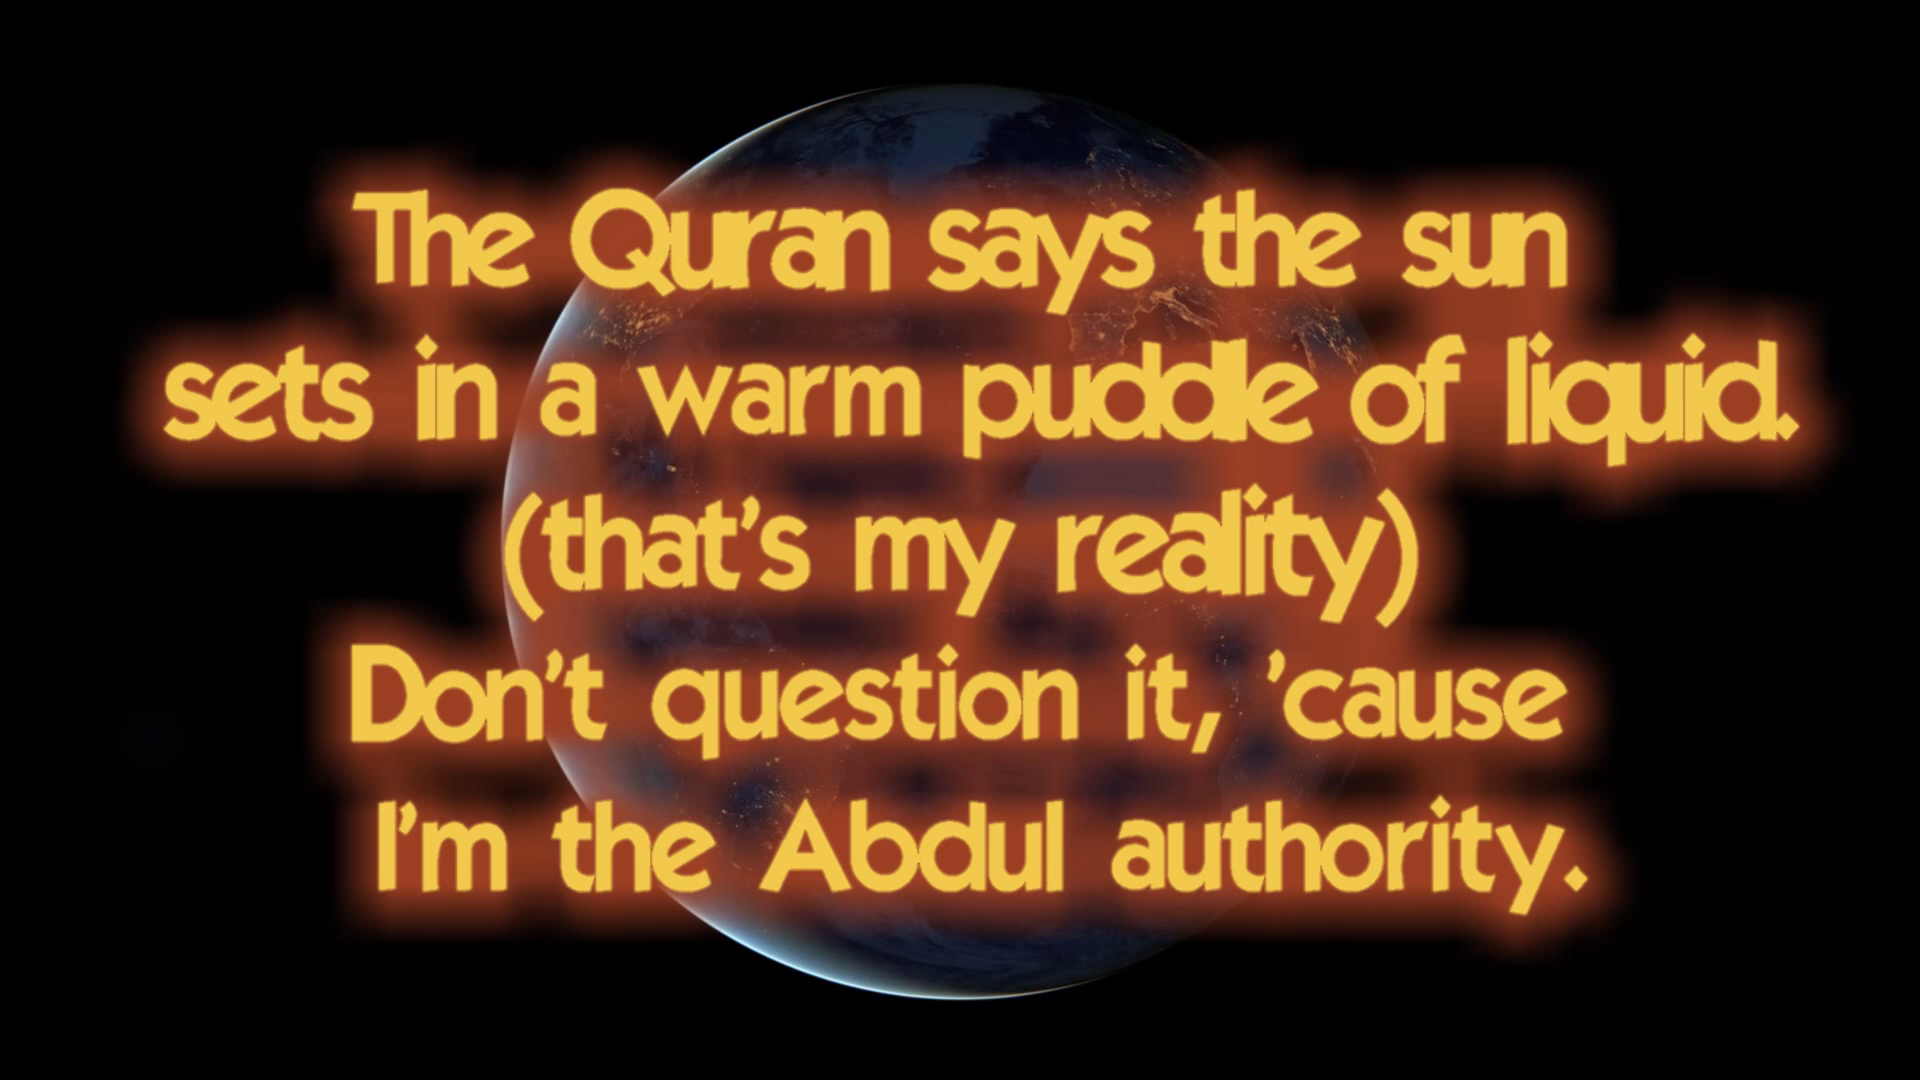 The Quran says the sun
sets in a warm puddle of liquid.
(that's my reality)
Don't question it, 'cause
I'm the Abdul authority.